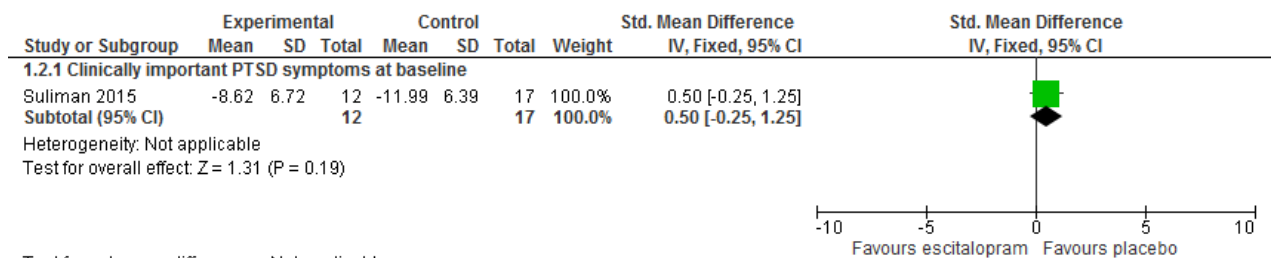 Experimental Control Std. Mean Difference Std. Mean Difference
Study or Subgroup Mean SD Total Mean SD Total Weight IV, Fixed, 95% CI IV, Fixed, 95% CI
1.2.1 Clinically important PTSD symptoms at baseline
Suliman 2015 -8.62 6.72 12 -11.99 6.39 17 100.0% 0.50 [-0.25, 1.25]
Subtotal (95% CI) 12 17 100.0% 0.50 [-0.25, 1.25]
Heterogeneity: Not applicable
Test for overall effect: Z = 1.31 (P = 0.19)
-10 -5 0 5 10
Favours escitalopram Favours placebo